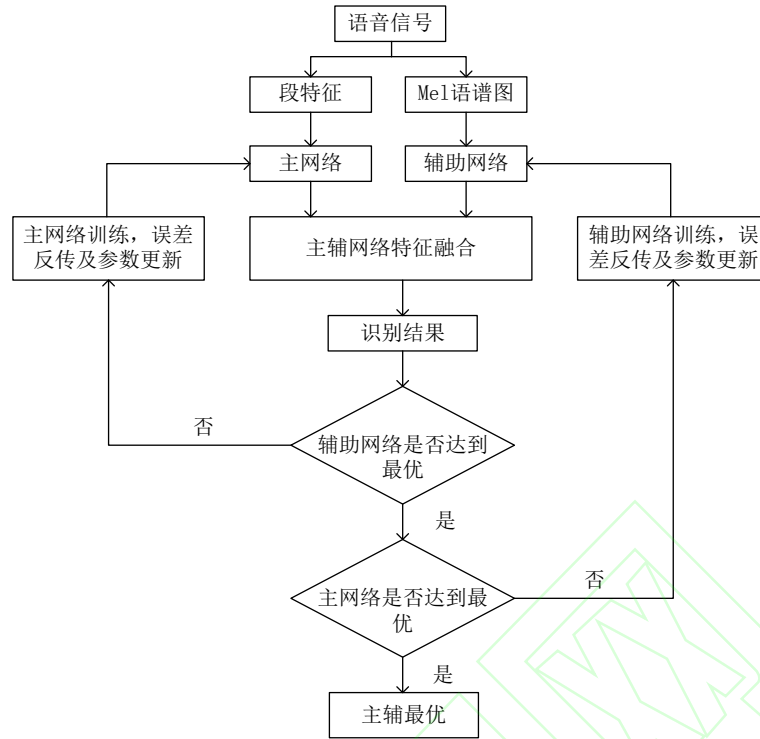 语音信号
段特征
Mel语谱图
主网络
辅助网络
主网络训练，误差
反传及参数更新
主辅网络特征融合
辅助网络训练，误
差反传及参数更新
识别结果
否
辅助网络是否达到
最优
是
否
主网络是否达到最
优
是
主辅最优